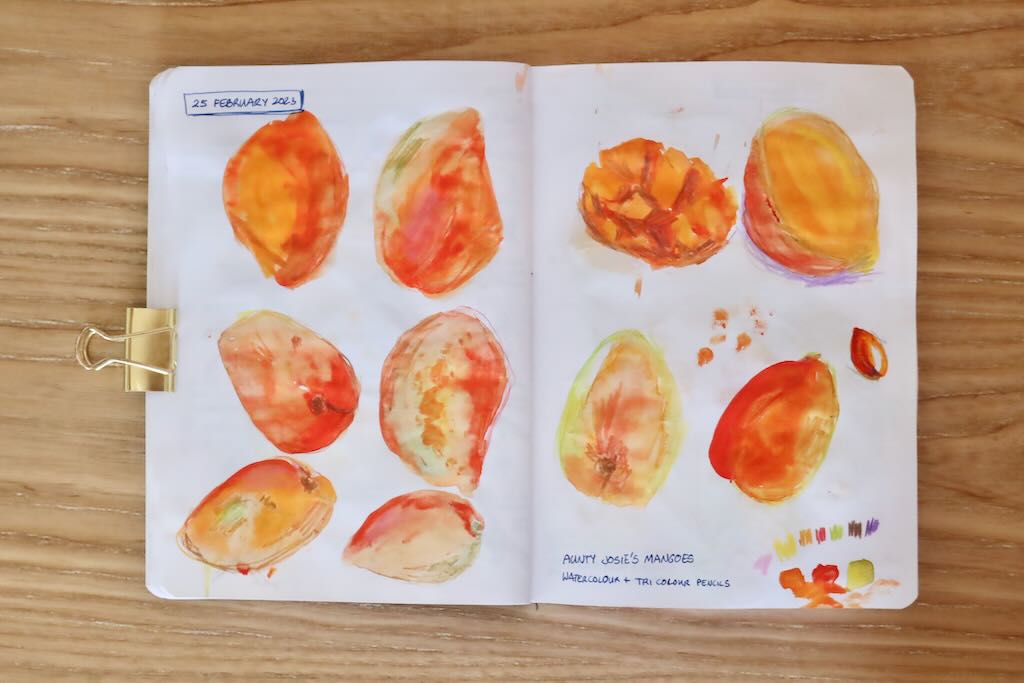 25 FEBRUARY 2023
AUNTY JOSIE'S MANGOES
WATERCOLOUR + TRI COLOUR PENCILS